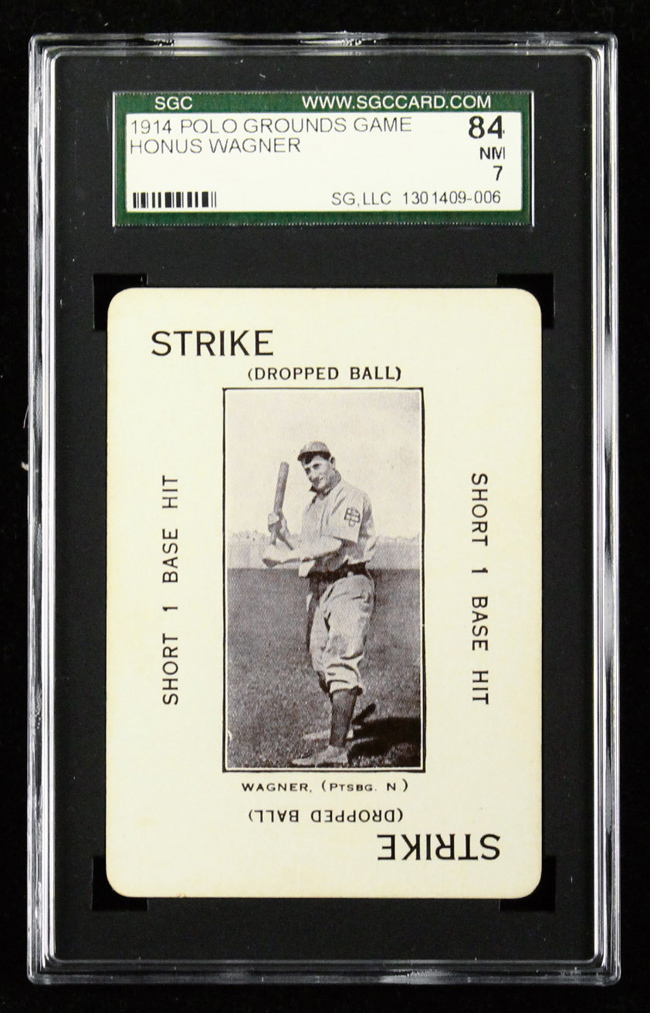 SGC WWW.SGCCARD.COM
1914 POLO GROUNDS GAME 84
HONUS WAGNER NM
7
SG,LLC 1301409-006
STRIKE
(DROPPED BALL)
SHORT 1 BASE HIT
SHORT 1 BASE HIT
WAGNER, (PTSBG. N)
(DROPPED BALL)
STRIKE